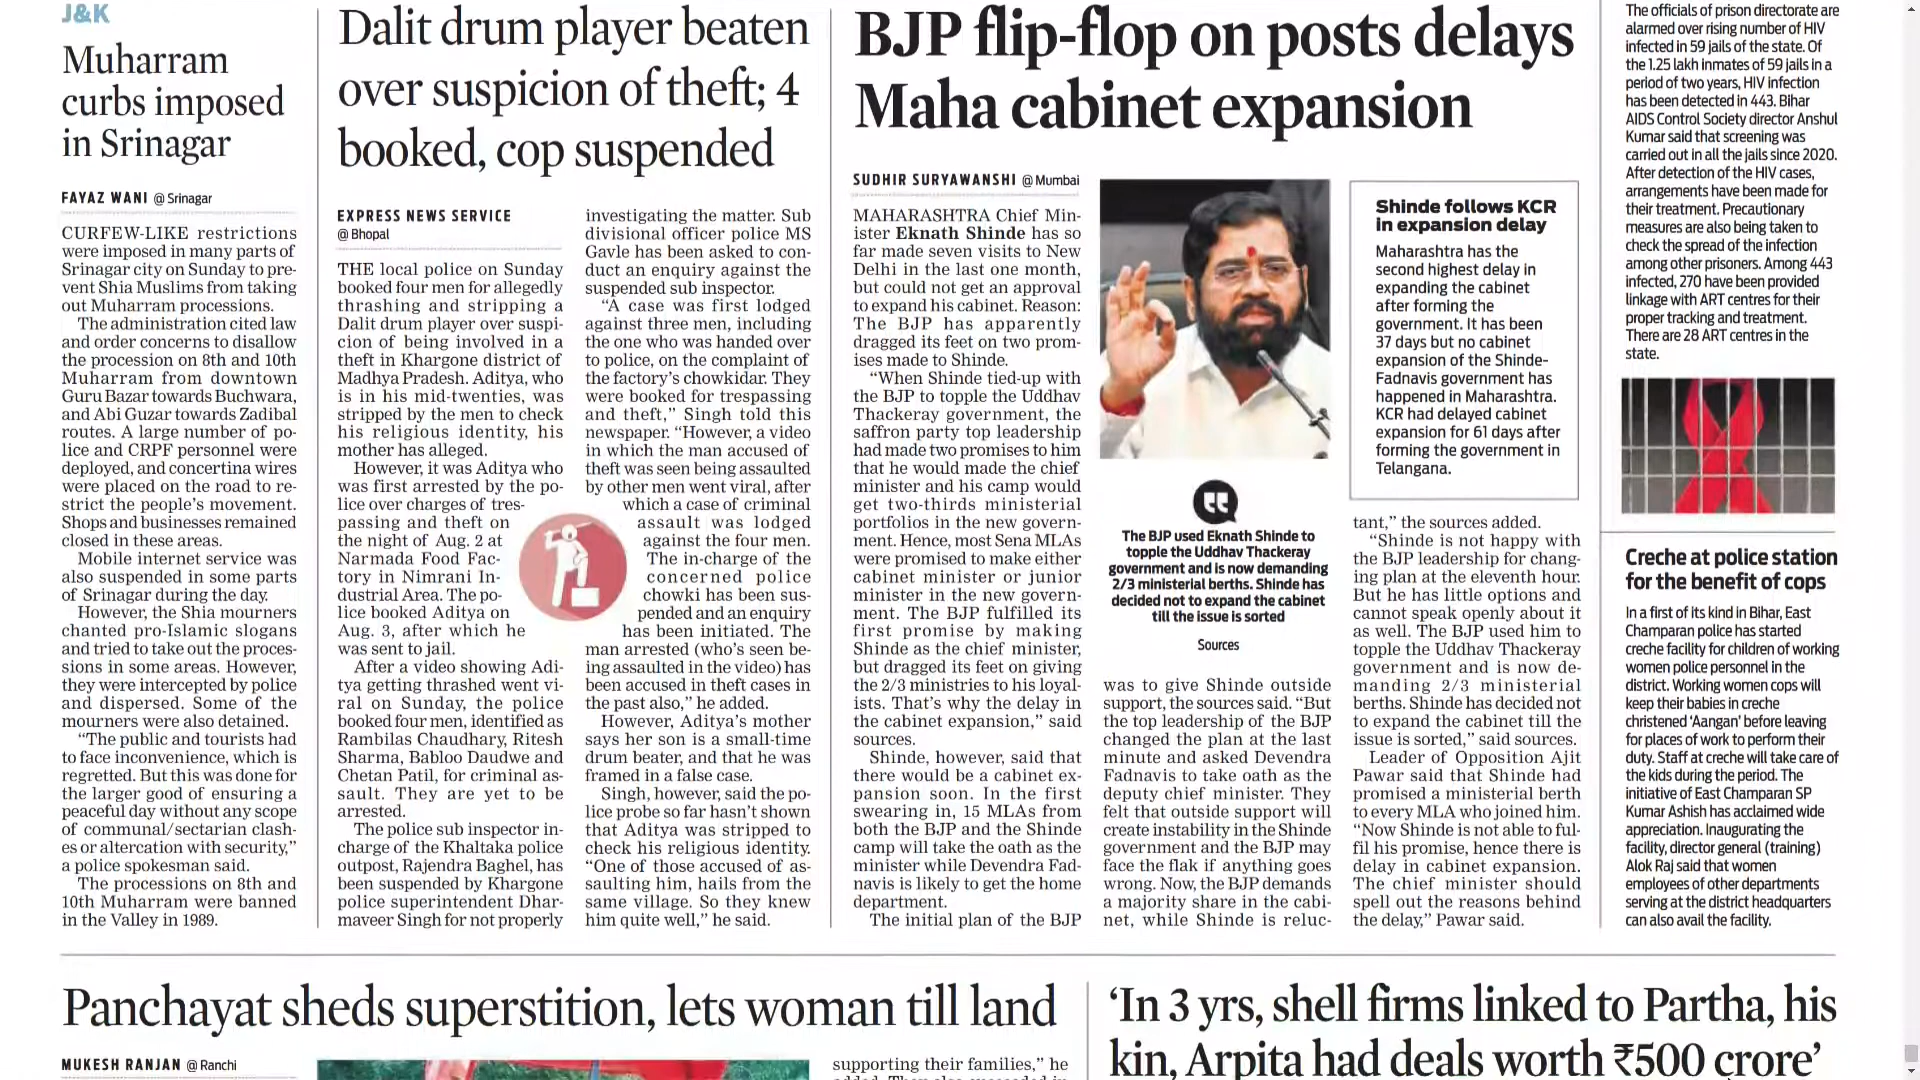 J&K
Muharram
curbs imposed
in Srinagar
FAYAZ WANI @ Srinagar
CURFEW-LIKE restrictions
were imposed in many parts of
Srinagar city on Sunday to pre-
vent Shia Muslims from taking
out Muharram processions.
The administration cited law
and order concerns to disallow
the procession on 8th and 10th
Muharram from downtown
Guru Bazar towards Buchwara,
and Abi Guzar towards Zadibal
routes. A large number of po-
lice and CRPF personnel were
deployed, and concertina wires
were placed on the road to re-
strict the people's movement.
Shops and businesses remained
closed in these areas.
Mobile internet service was
also suspended in some parts
of Srinagar during the day.
However, the Shia mourners
chanted pro-Islamic slogans
and tried to take out the proces-
sions in some areas. However,
they were intercepted by police
and dispersed. Some of the
mourners were also detained.
“The public and tourists had
to face inconvenience, which is
regretted. But this was done for
the larger good of ensuring a
peaceful day without any scope
of communal/sectarian clash-
es or altercation with security,”
a police spokesman said.
The processions on 8th and
10th Muharram were banned
in the Valley in 1989.
Dalit drum player beaten
over suspicion of theft; 4
booked, cop suspended
EXPRESS NEWS SERVICE
@ Bhopal
THE local police on Sunday
booked four men for allegedly
thrashing and stripping a
Dalit drum player over suspi-
cion of being involved in a
theft in Khargone district of
Madhya Pradesh. Aditya, who
is in his mid-twenties, was
stripped by the men to check
his religious identity, his
mother has alleged.
However, it was Aditya who
was first arrested by the po-
lice over charges of tres-
passing and theft on
the night of Aug. 2 at
Narmada Food Fac-
tory in Nimrani In-
dustrial Area. The po-
lice booked Aditya on
Aug. 3, after which he
was sent to jail.
After a video showing Adi-
tya getting thrashed went vi-
ral on Sunday, the police
booked four men, identified as
Rambilas Chaudhary, Ritesh
Sharma, Babloo Daudwe and
Chetan Patil, for criminal as-
sault. They are yet to be
arrested.
The police sub inspector in-
charge of the Khaltaka police
outpost, Rajendra Baghel, has
been suspended by Khargone
police superintendent Dhar-
maveer Singh for not properly
investigating the matter. Sub
divisional officer police MS
Gavle has been asked to con-
duct an enquiry against the
suspended sub inspector.
“A case was first lodged
against three men, including
the one who was handed over
to police, on the complaint of
the factory's chowkidar. They
were booked for trespassing
and theft,” Singh told this
newspaper. “However, a video
in which the man accused of
theft was seen being assaulted
by other men went viral, after
which a case of criminal
assault was lodged
against the four men.
The in-charge of the
concerned police
chowki has been sus-
pended and an enquiry
has been initiated. The
man arrested (who's seen be-
ing assaulted in the video) has
been accused in theft cases in
the past also,” he added.
However, Aditya's mother
says her son is a small-time
drum beater, and that he was
framed in a false case.
Singh, however, said the po-
lice probe so far hasn't shown
that Aditya was stripped to
check his religious identity.
“One of those accused of as-
saulting him, hails from the
same village. So they knew
him quite well,” he said.
BJP flip-flop on posts delays
Maha cabinet expansion
SUDHIR SURYAWANSHI @ Mumbai
MAHARASHTRA Chief Min-
ister Eknath Shinde has so
far made seven visits to New
Delhi in the last one month,
but could not get an approval
to expand his cabinet. Reason:
The BJP has apparently
dragged its feet on two prom-
ises made to Shinde.
“When Shinde tied-up with
the BJP to topple the Uddhav
Thackeray government, the
saffron party top leadership
had made two promises to him
that he would made the chief
minister and his camp would
get two-thirds ministerial
portfolios in the new govern-
ment. Hence, most Sena MLAs
were promised to make either
cabinet minister or junior
minister in the new govern-
ment. The BJP fulfilled its
first promise by making
Shinde as the chief minister,
but dragged its feet on giving
the 2/3 ministries to his loyal-
ists. That's why the delay in
the cabinet expansion,” said
sources.
Shinde, however, said that
there would be a cabinet ex-
pansion soon. In the first
swearing in, 15 MLAs from
both the BJP and the Shinde
camp will take the oath as the
minister while Devendra Fad-
navis is likely to get the home
department.
The initial plan of the BJP
The BJP used Eknath Shinde to
topple the Uddhav Thackeray
government and is now demanding
2/3 ministerial berths. Shinde has
decided not to expand the cabinet
till the issue is sorted
Sources
was to give Shinde outside
support, the sources said. “But
the top leadership of the BJP
changed the plan at the last
minute and asked Devendra
Fadnavis to take oath as the
deputy chief minister. They
felt that outside support will
create instability in the Shinde
government and the BJP may
face the flak if anything goes
wrong. Now, the BJP demands
a majority share in the cabi-
net, while Shinde is reluc-
Shinde follows KCR
in expansion delay
Maharashtra has the
second highest delay in
expanding the cabinet
after forming the
government. It has been
37 days but no cabinet
expansion of the Shinde-
Fadnavis government has
happened in Maharashtra.
KCR had delayed cabinet
expansion for 61 days after
forming the government in
Telangana.
tant,” the sources added.
“Shinde is not happy with
the BJP leadership for chang-
ing plan at the eleventh hour.
But he has little options and
cannot speak openly about it
as well. The BJP used him to
topple the Uddhav Thackeray
government and is now de-
manding 2/3 ministerial
berths. Shinde has decided not
to expand the cabinet till the
issue is sorted,” said sources.
Leader of Opposition Ajit
Pawar said that Shinde had
promised a ministerial berth
to every MLA who joined him.
“Now Shinde is not able to ful-
fil his promise, hence there is
delay in cabinet expansion.
The chief minister should
spell out the reasons behind
the delay,” Pawar said.
The officials of prison directorate are
alarmed over rising number of HIV
infected in 59 jails of the state. Of
the 1.25 lakh inmates of 59 jails in a
period of two years, HIV infection
has been detected in 443. Bihar
AIDS Control Society director Anshul
Kumar said that screening was
carried out in all the jails since 2020.
After detection of the HIV cases,
arrangements have been made for
their treatment. Precautionary
measures are also being taken to
check the spread of the infection
among other prisoners. Among 443
infected, 270 have been provided
linkage with ART centres for their
proper tracking and treatment.
There are 28 ART centres in the
state.
Creche at police station
for the benefit of cops
In a first of its kind in Bihar, East
Champaran police has started
creche facility for children of working
women police personnel in the
district. Working women cops will
keep their babies in creche
christened ‘Aangan’ before leaving
for places of work to perform their
duty. Staff at creche will take care of
the kids during the period. The
initiative of East Champaran SP
Kumar Ashish has acclaimed wide
appreciation. Inaugurating the
facility, director general (training)
Alok Raj said that women
employees of other departments
serving at the district headquarters
can also avail the facility.
Panchayat sheds superstition, lets woman till land
MUKESH RANJAN @ Ranchi
supporting their families,” he
‘In 3 yrs, shell firms linked to Partha, his
kin, Arpita had deals worth ₹500 crore’